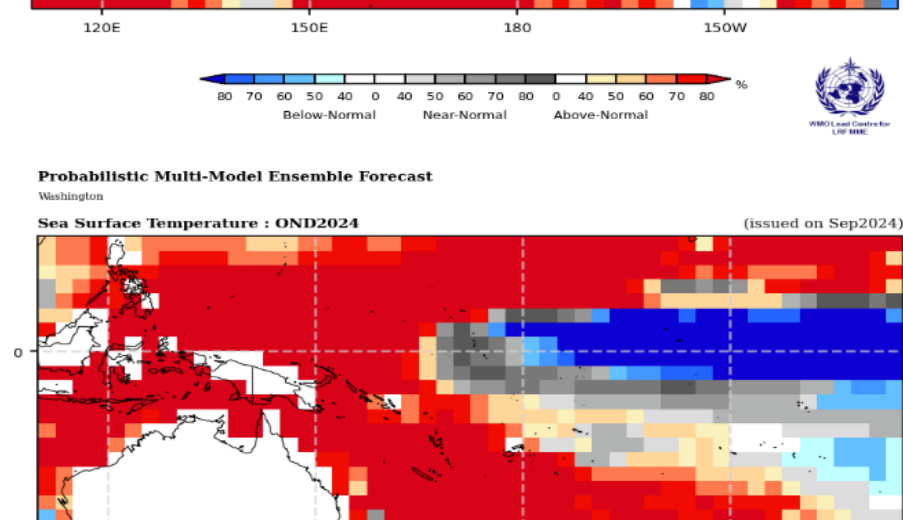 120E 150E 180 150W
80 70 60 50 40 0 40 50 60 70 80 0 40 50 60 70 80 %
Below-Normal Near-Normal Above-Normal
WMO Lead Centre for
LRF MME
Probabilistic Multi-Model Ensemble Forecast
Washington
Sea Surface Temperature : OND2024 (issued on Sep2024)
0